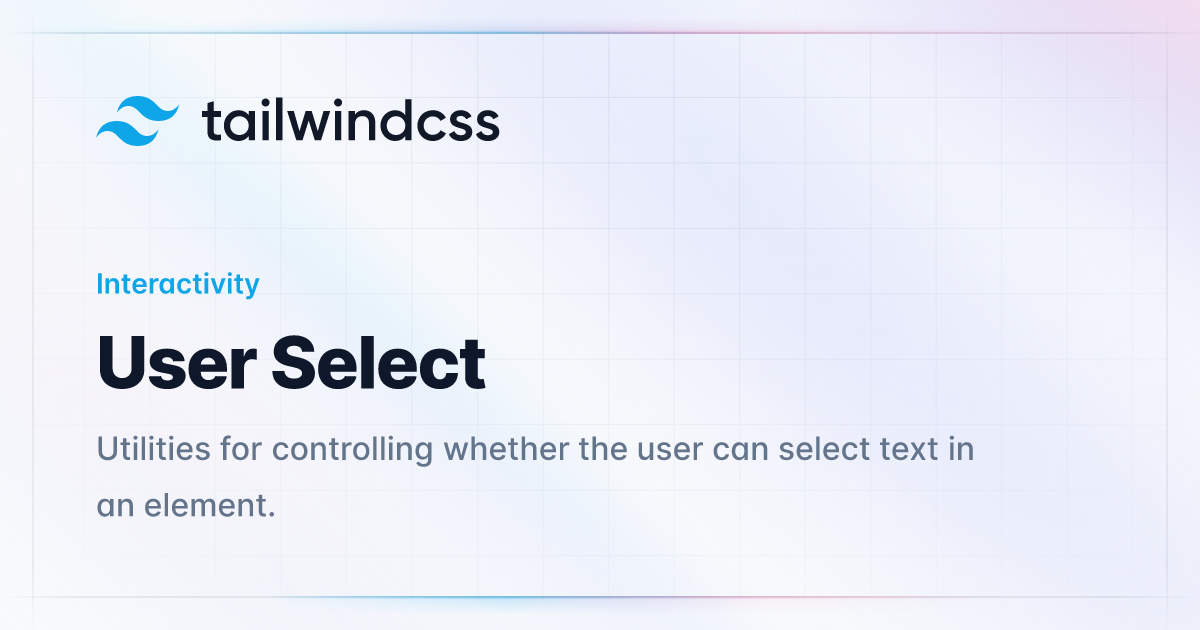 tailwindcss
Interactivity
User Select
Utilities for controlling whether the user can select text in
an element.